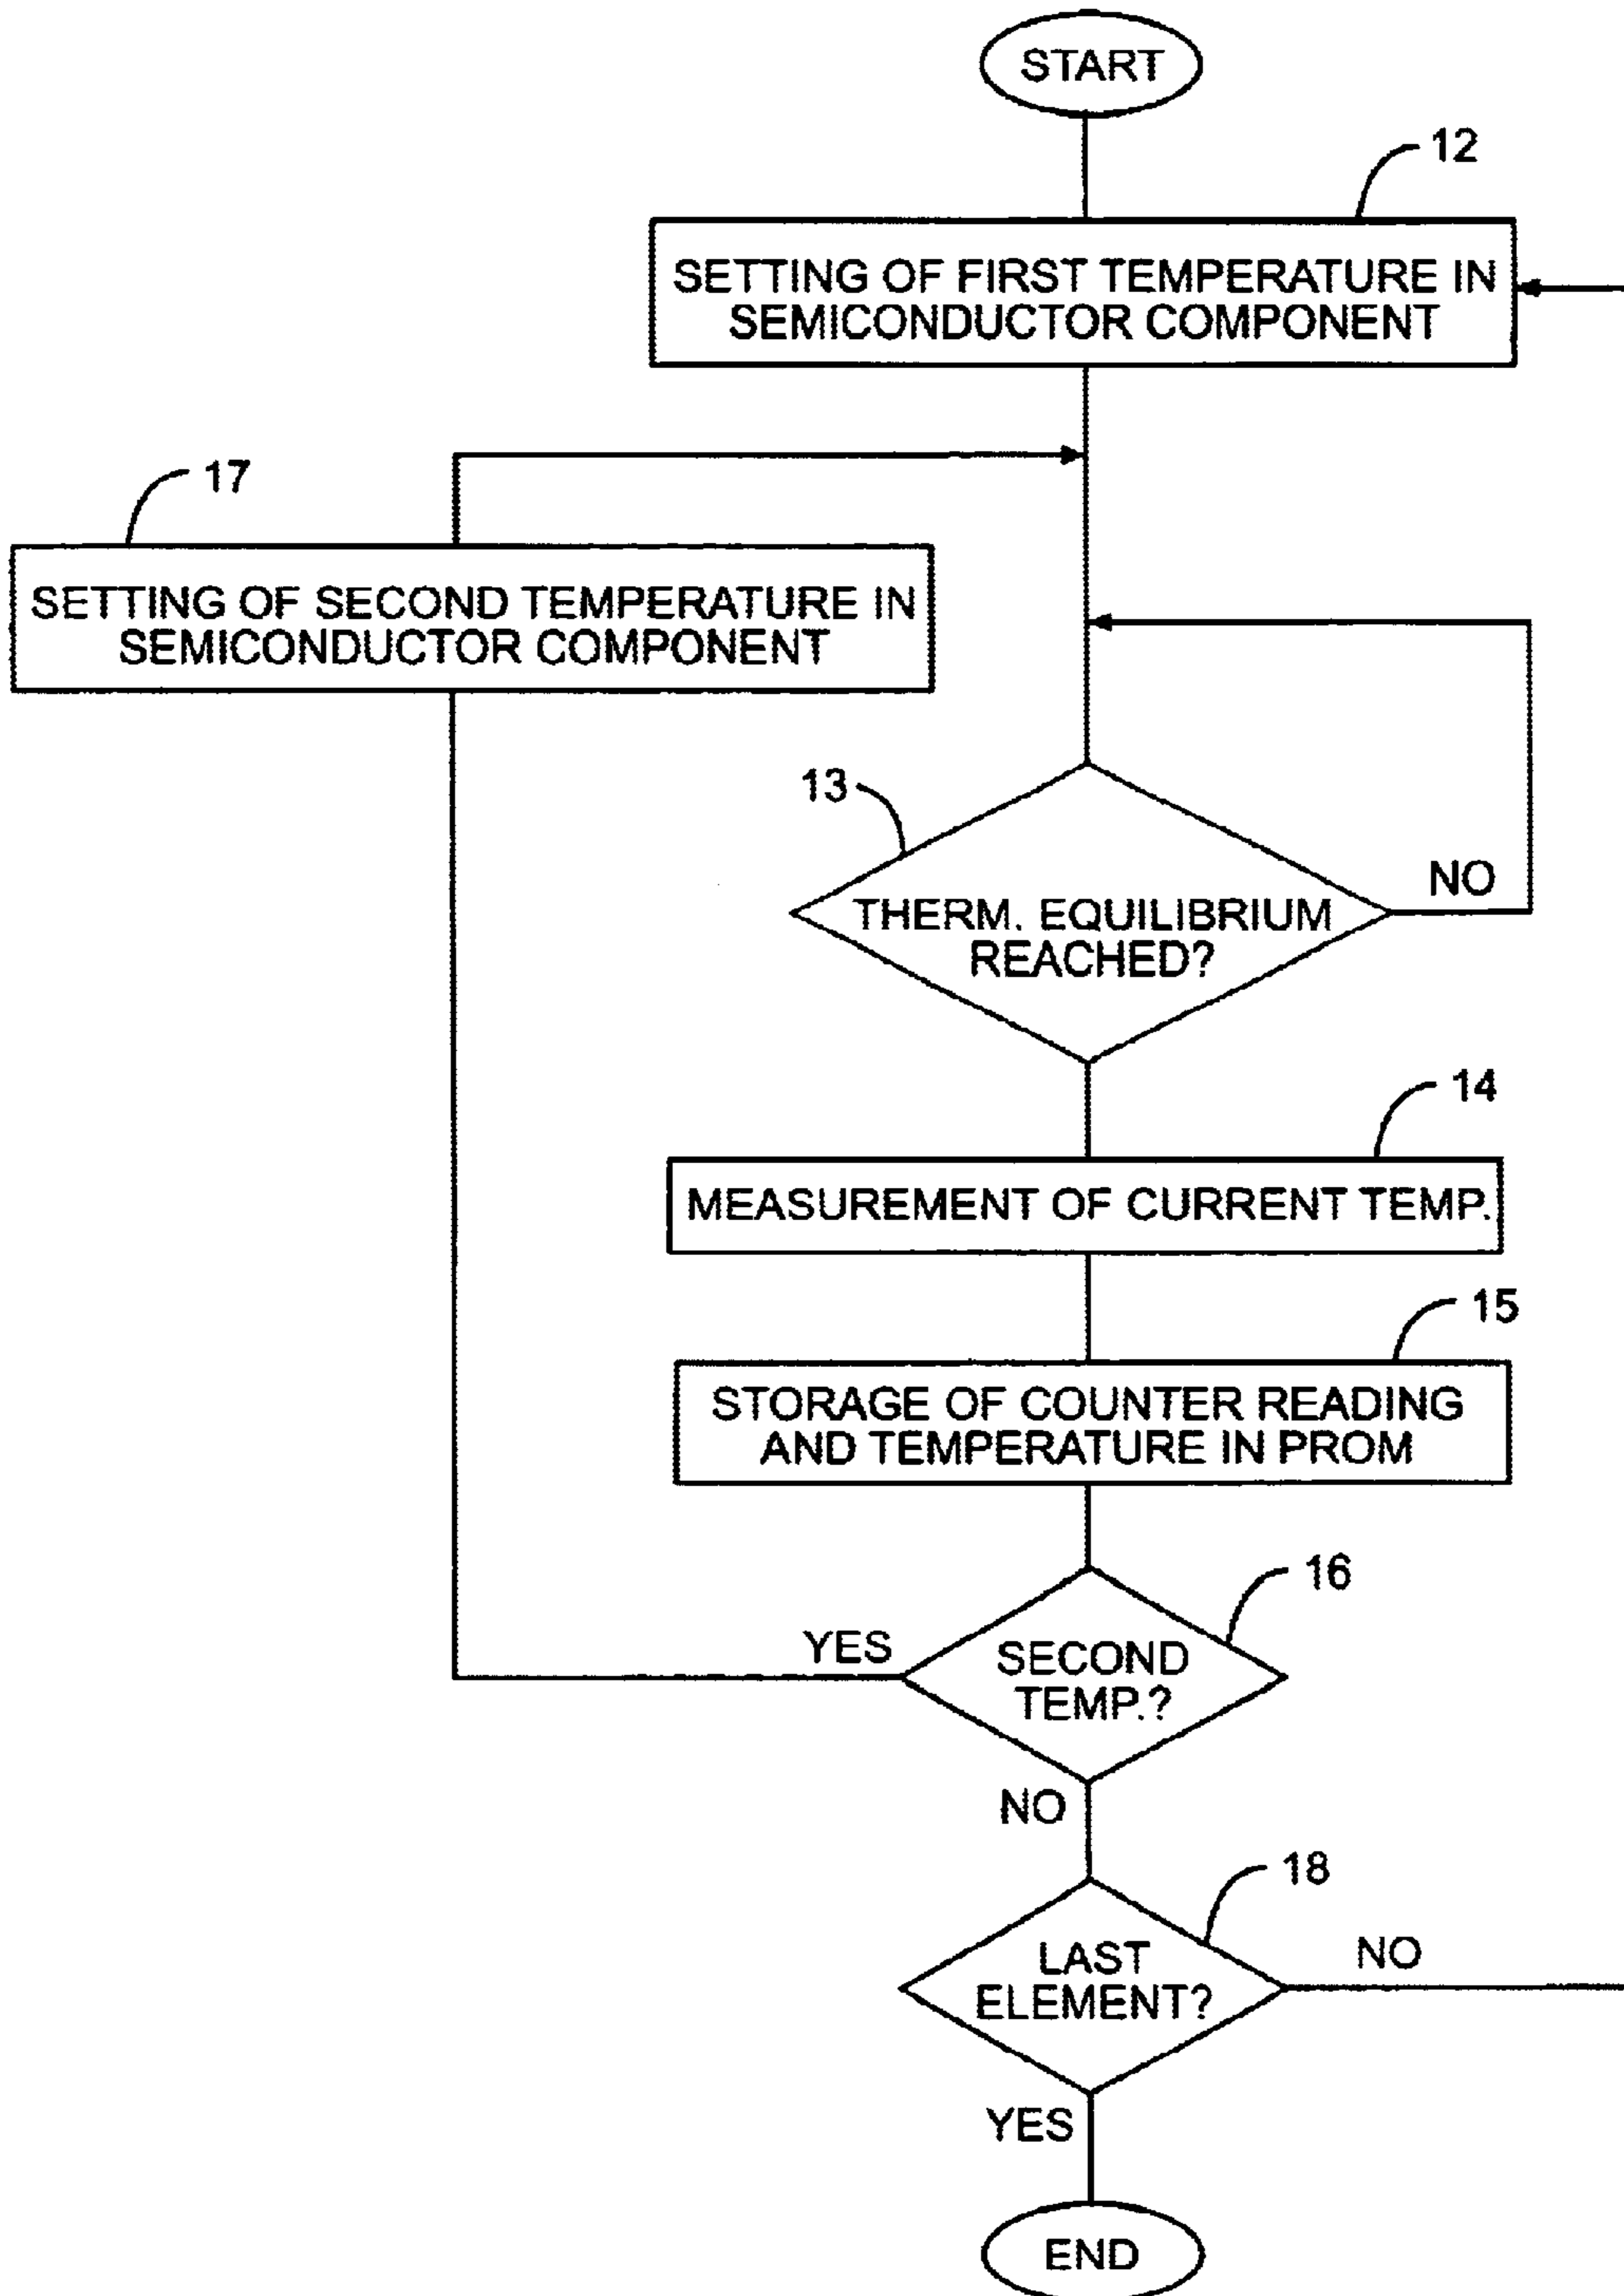 START
12
SETTING OF FIRST TEMPERATURE IN
SEMICONDUCTOR COMPONENT
17
SETTING OF SECOND TEMPERATURE IN
SEMICONDUCTOR COMPONENT
13
THERM. EQUILIBRIUM
REACHED?
NO
14
MEASUREMENT OF CURRENT TEMP.
15
STORAGE OF COUNTER READING
AND TEMPERATURE IN PROM
16
YES
SECOND
TEMP.?
NO
18
LAST
ELEMENT?
NO
YES
END